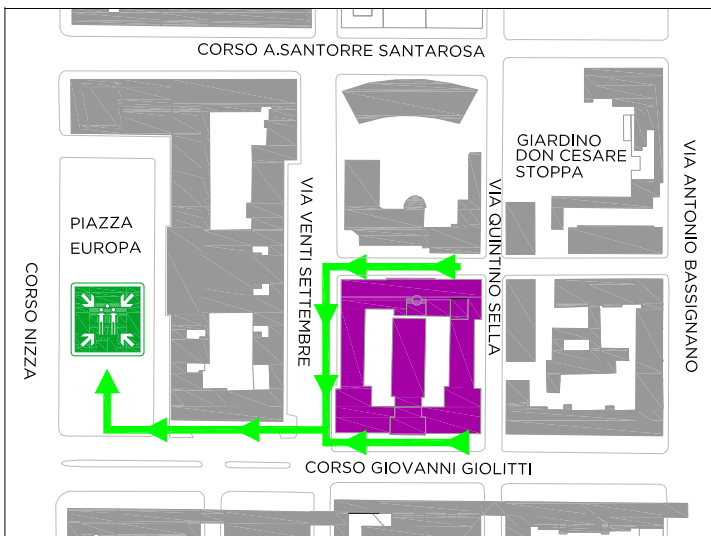 CORSO A.SANTORRE SANTAROSA
GIARDINO
DON CESARE
STOPPA
PIAZZA
EUROPA
CORSO NIZZA
VIA VENTI SETTEMBRE
VIA QUINTINO SELLA
VIA ANTONIO BASSIGNANO
CORSO GIOVANNI GIOLITTI